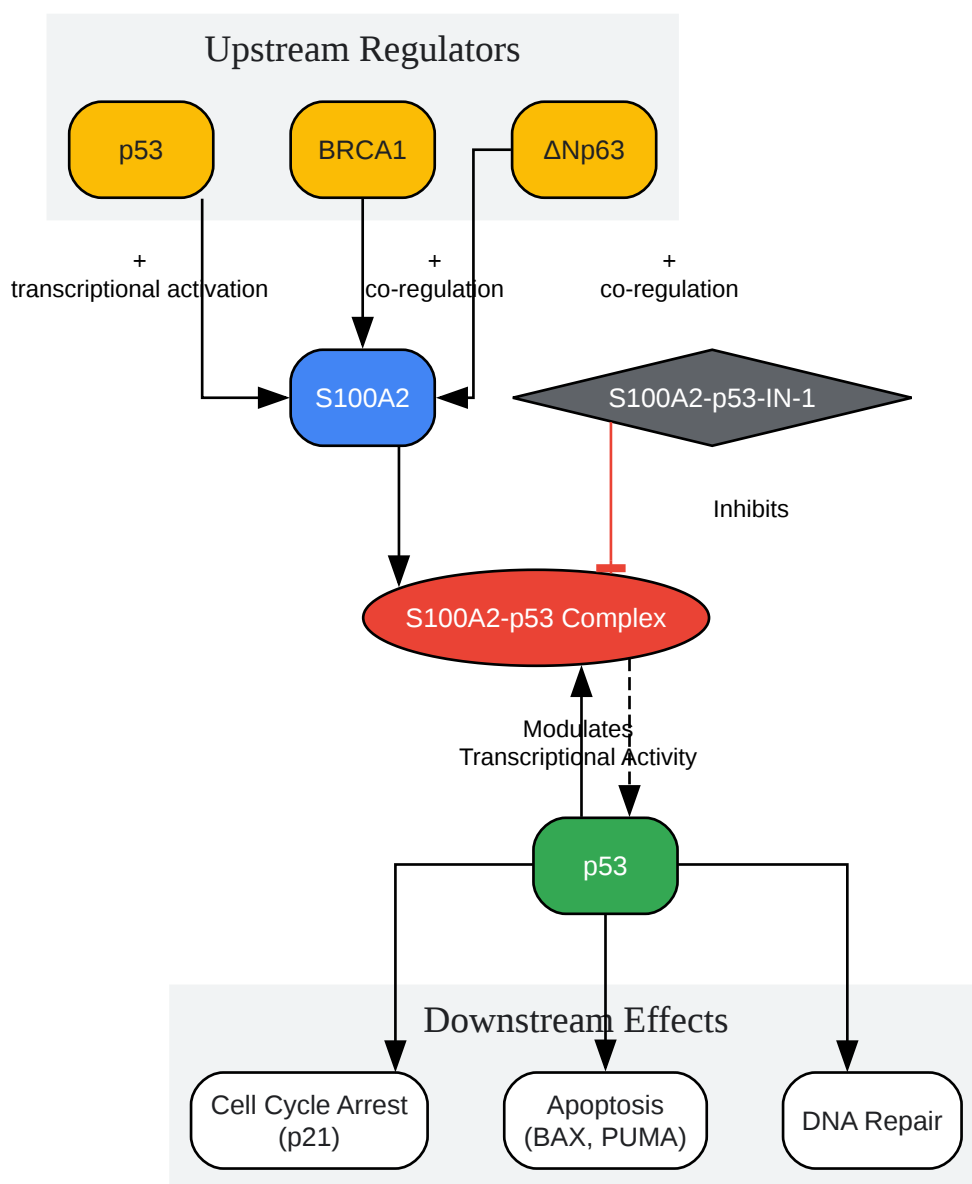 Upstream Regulators
p53
BRCA1
ΔNp63
+
transcriptional activation
+
co-regulation
+
co-regulation
S100A2
S100A2-p53-IN-1
Inhibits
S100A2-p53 Complex
Modulates
Transcriptional Activity
p53
Downstream Effects
Cell Cycle Arrest
(p21)
Apoptosis
(BAX, PUMA)
DNA Repair